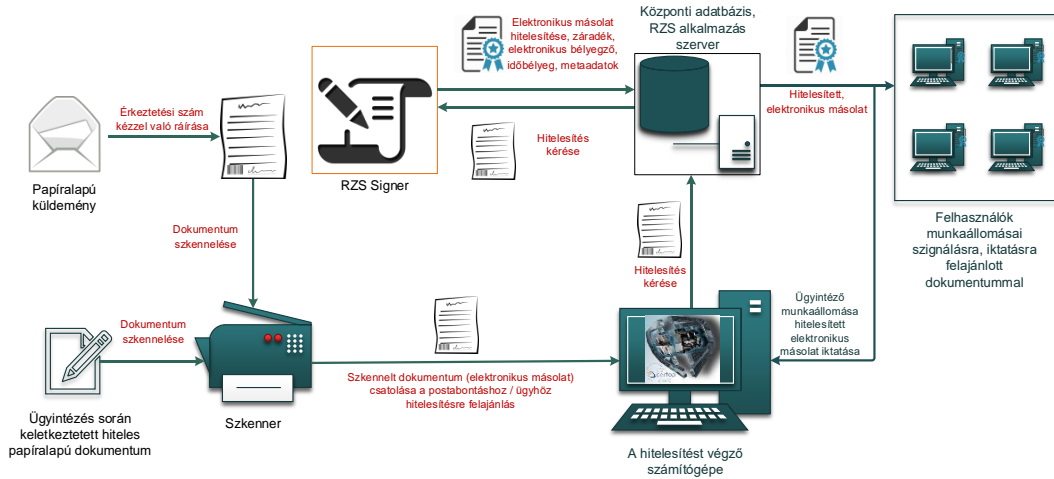 Elektronikus másolat
hitelesítése, záradék,
elektronikus bélyegző,
időbélyeg, metaadatok
Központi adatbázis,
RZS alkalmazás
szerver
Érkeztetési szám
kézzel való ráírása
Papíralapú
küldemény
RZS Signer
Hitelesítés
kérése
Hitelesített,
elektronikus másolat
Felhasználók
munkaállomásai
szignálásra, iktatásra
felajánlott
dokumentummal
Dokumentum
szkennelése
Hitelesítés
kérése
Ügyintéző
munkaállomása
hitelesített
elektronikus
másolat iktatása
Dokumentum
szkennelése
Szkennelt dokumentum (elektronikus másolat)
csatolása a postabontáshoz / ügyhöz
hitelesítésre felajánlás
Ügyintézés során
keletkeztetett hiteles
papíralapú dokumentum
Szkenner
A hitelesítést végző
számítógépe